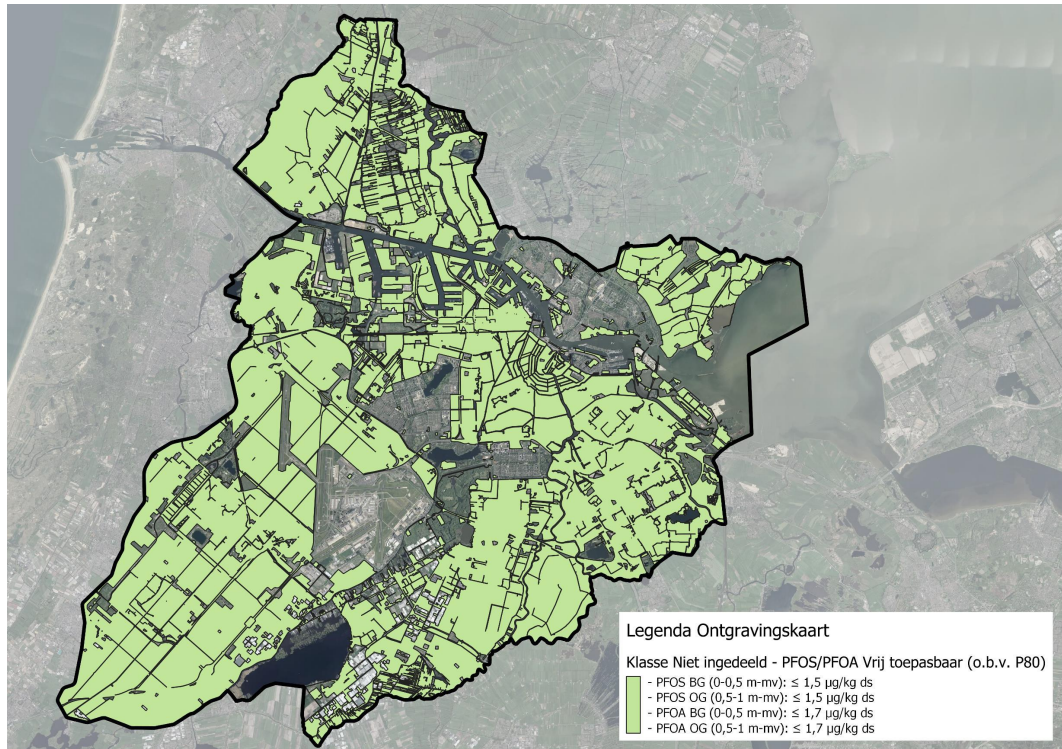 Legenda Ontgravingskaart
Klasse Niet ingedeeld - PFOS/PFOA Vrij toepasbaar (o.b.v. P80)
- PFOS BG (0-0,5 m-mv): ≤ 1,5 µg/kg ds
- PFOS OG (0,5-1 m-mv): ≤ 1,5 µg/kg ds
- PFOA BG (0-0,5 m-mv): ≤ 1,7 µg/kg ds
- PFOA OG (0,5-1 m-mv): ≤ 1,7 µg/kg ds